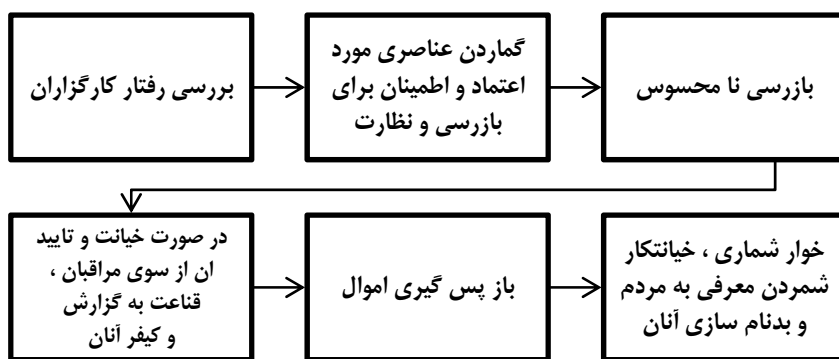 بررسی رفتار کارگزاران
گماردن عناصری مورد
اعتماد و اطمینان برای
بازرسی و نظارت
بازرسی نا محسوس
در صورت خیانت و تایید
ان از سوی مراقبان ،
قناعت به گزارش
و کیفر آنان
باز پس گیری اموال
خوار شماری ، خیانتکار
شمردن معرفی به مردم
و بدنام سازی آنان